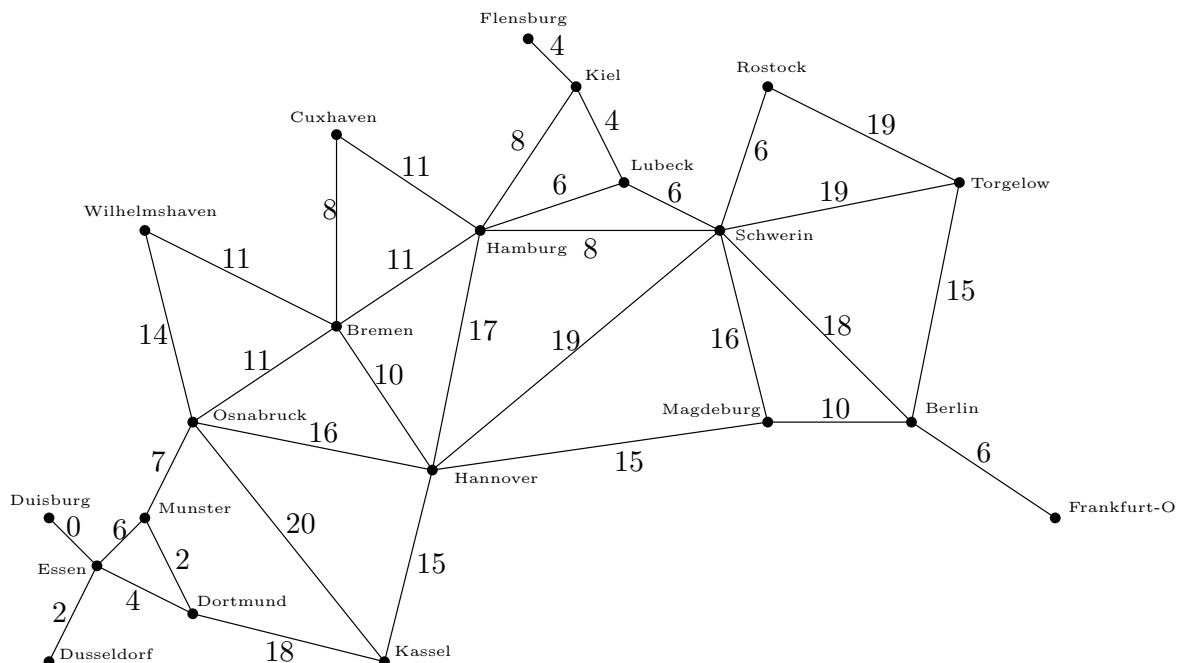 Flensburg
4
Kiel
Rostock
Cuxhaven
8
4
19
11
6
Lubeck
6
6
19
Torgelow
Wilhelmshaven
8
11
11
Hamburg
8
Schwerin
15
14
Bremen
17
19
16
18
11
10
Osnabruck
16
Magdeburg
10
Berlin
7
15
6
Hannover
Duisburg
0
6
Munster
20
Frankfurt-O
Essen
2
15
2
4
Dortmund
18
Dusseldorf
Kassel